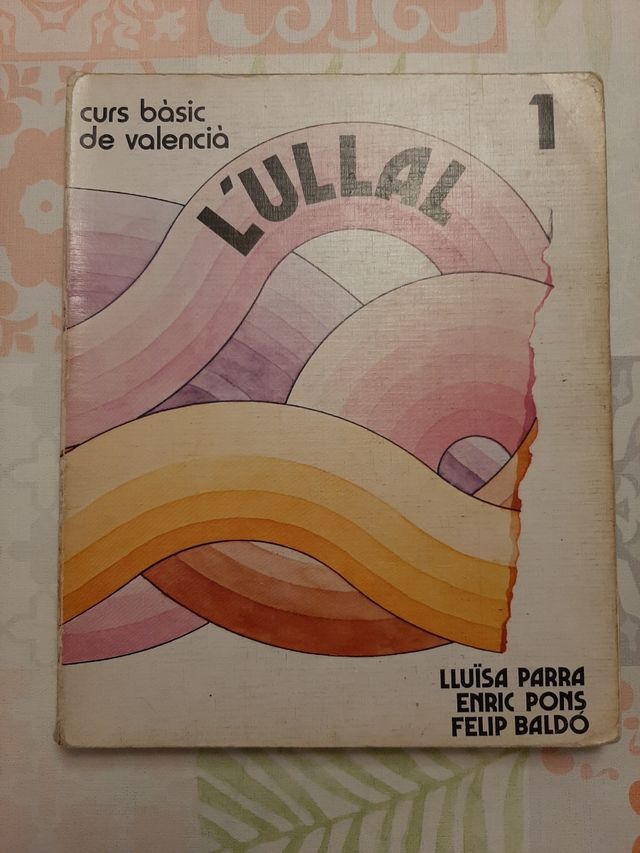 curs bàsic
de valencià
1
L'ULLAL
LLUÏSA PARRA
ENRIC PONS
FELIP BALDÓ